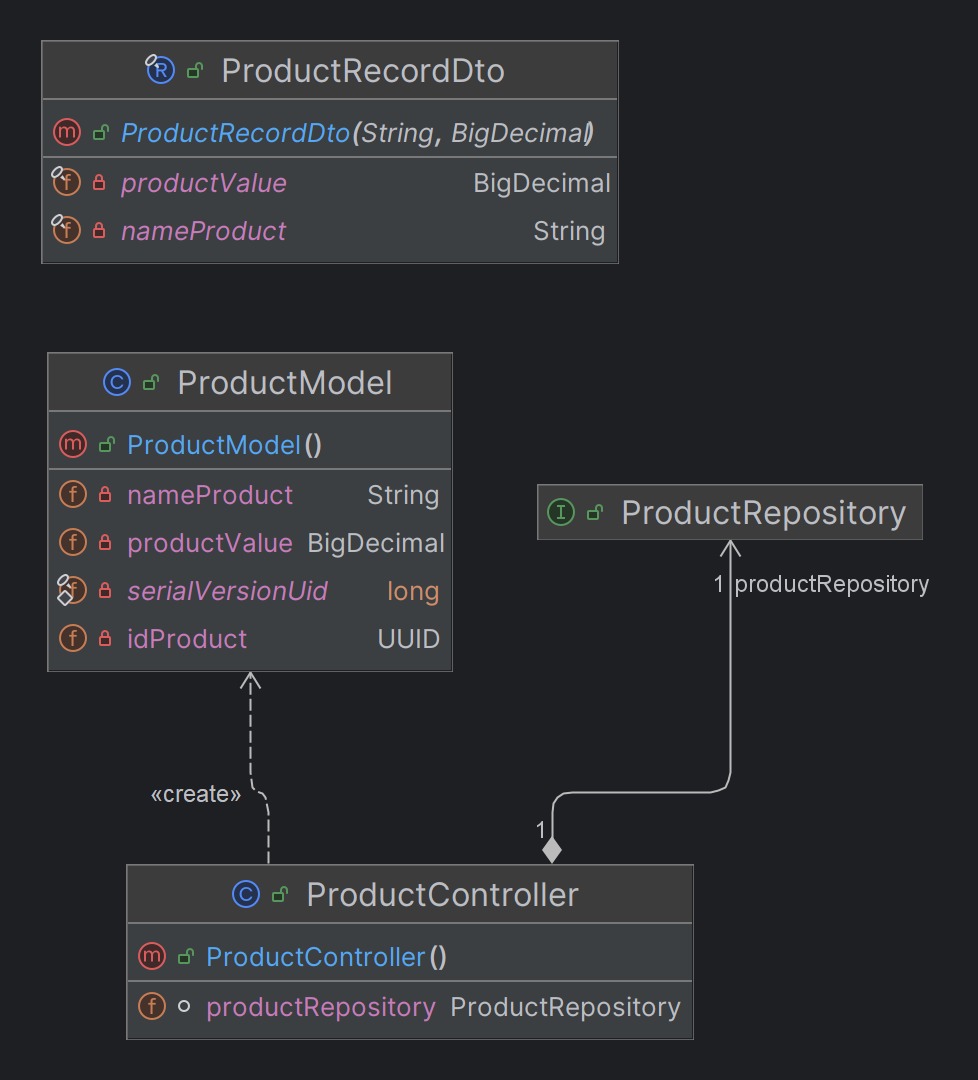 R ProductRecordDto
m ProductRecordDto(String, BigDecimal)
f productValue BigDecimal
f nameProduct String
C ProductModel
m ProductModel()
f nameProduct String
f productValue BigDecimal
f serialVersionUid long
f idProduct UUID
I ProductRepository
1 productRepository
«create»
1
C ProductController
m ProductController()
f productRepository ProductRepository